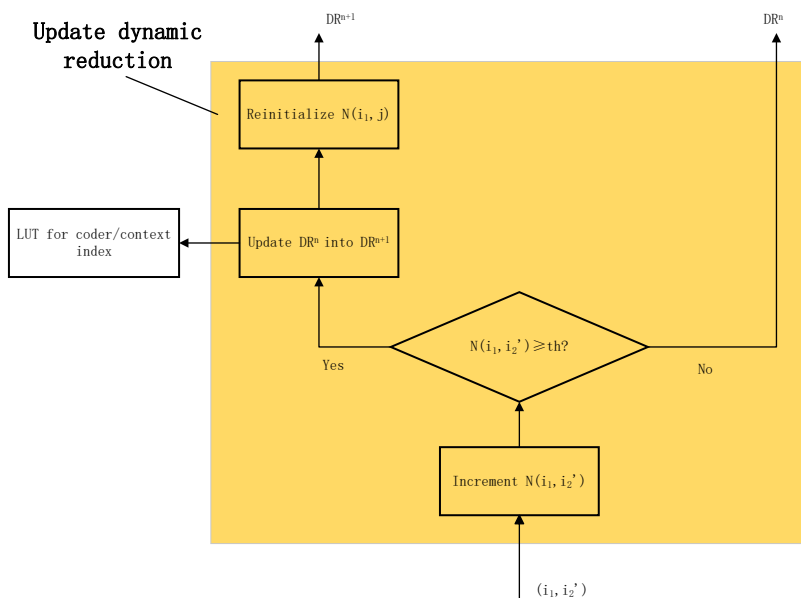 DRⁿ⁺¹
DRⁿ
Update dynamic
reduction
Reinitialize N(i₁,j)
LUT for coder/context
index
Update DRⁿ into DRⁿ⁺¹
N(i₁,i₂')≥th?
Yes
No
Increment N(i₁,i₂')
(i₁,i₂')